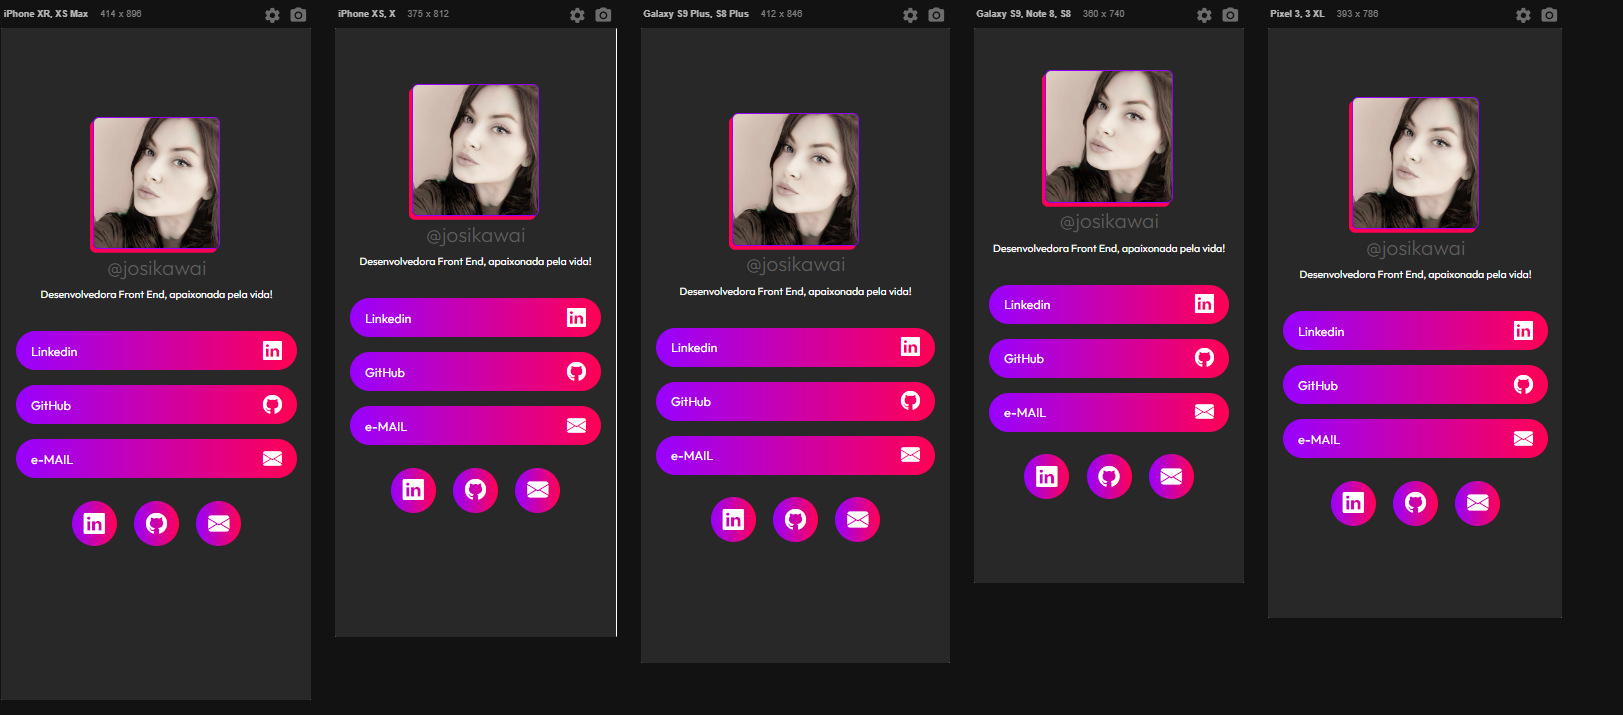 iPhone XR, XS Max 414 x 896
@josikawai
Desenvolvedora Front End, apaixonada pela vida!
Linkedin
GitHub
e-MAIL
iPhone XS, X 375 x 812
@josikawai
Desenvolvedora Front End, apaixonada pela vida!
Linkedin
GitHub
e-MAIL
Galaxy S9 Plus, S8 Plus 412 x 846
@josikawai
Desenvolvedora Front End, apaixonada pela vida!
Linkedin
GitHub
e-MAIL
Galaxy S9, Note 8, S8 360 x 740
@josikawai
Desenvolvedora Front End, apaixonada pela vida!
Linkedin
GitHub
e-MAIL
Pixel 3, 3 XL 393 x 786
@josikawai
Desenvolvedora Front End, apaixonada pela vida!
Linkedin
GitHub
e-MAIL